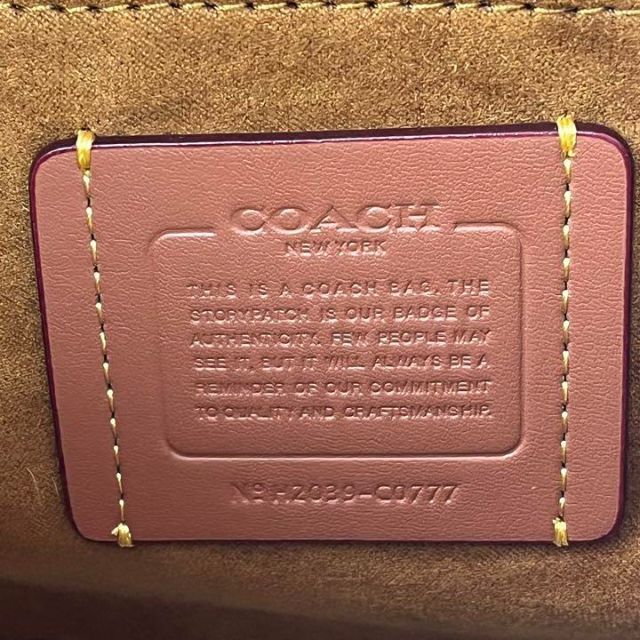 COACH
NEW YORK
THIS IS A COACH BAG. THE
STORYPATCH IS OUR BADGE OF
AUTHENTICITY. FEW PEOPLE MAY
SEE IT, BUT IT WILL ALWAYS BE A
REMINDER OF OUR COMMITMENT
TO QUALITY AND CRAFTSMANSHIP.
Nº H2039-C0777